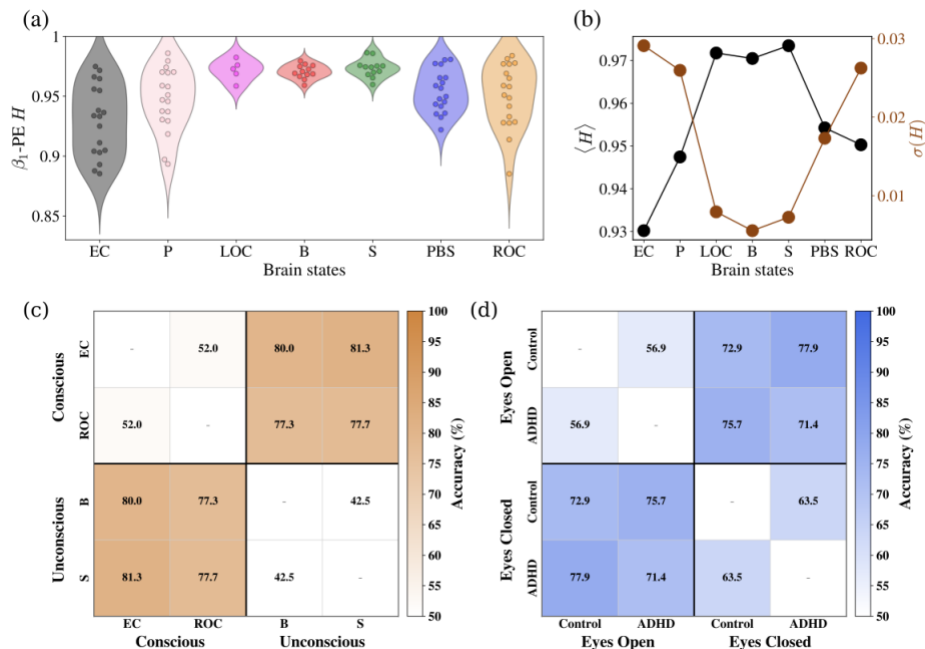 (a)
1
0.95
0.9
0.85
β₁-PE H
EC P LOC B S PBS ROC
Brain states
(b)
0.97
0.96
0.95
0.94
0.93
⟨H⟩
0.03
0.02
0.01
σ(H)
EC P LOC B S PBS ROC
Brain states
(c)
Conscious
Unconscious
EC
ROC
B
S
- 52.0 80.0 81.3
52.0 - 77.3 77.7
80.0 77.3 - 42.5
81.3 77.7 42.5 -
EC ROC B S
Conscious Unconscious
100
95
90
85
80
75
70
65
60
55
50
Accuracy (%)
(d)
Eyes Open
Eyes Closed
Control
ADHD
Control
ADHD
- 56.9 72.9 77.9
56.9 - 75.7 71.4
72.9 75.7 - 63.5
77.9 71.4 63.5 -
Control ADHD Control ADHD
Eyes Open Eyes Closed
100
95
90
85
80
75
70
65
60
55
50
Accuracy (%)